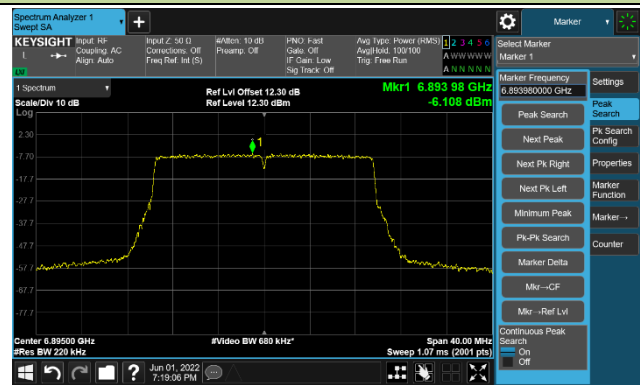 Spectrum Analyzer 1
Swept SA
Marker
KEYSIGHT
L
Input: RF
Coupling: AC
Align: Auto
Input Z: 50 Ω
Corrections: Off
Freq Ref: Int (S)
#Atten: 10 dB
Preamp: Off
PNO: Fast
Gate: Off
IF Gain: Low
Sig Track: Off
Avg Type: Power (RMS)
Avg|Hold: 100/100
Trig: Free Run
1 2 3 4 5 6
A W W W W W
A N N N N N
Select Marker
Marker 1
1 Spectrum
Scale/Div 10 dB
Log
Ref Lvl Offset 12.30 dB
Ref Level 12.30 dBm
Mkr1 6.893 98 GHz
-6.108 dBm
2.30
-7.70
-17.7
-27.7
-37.7
-47.7
-57.7
-67.7
-77.7
1
Center 6.89500 GHz
#Res BW 220 kHz
#Video BW 680 kHz*
Span 40.00 MHz
Sweep 1.07 ms (2001 pts)
Marker Frequency
6.893980000 GHz
Peak Search
Next Peak
Next Pk Right
Next Pk Left
Minimum Peak
Pk-Pk Search
Marker Delta
Mkr→CF
Mkr→Ref Lvl
Continuous Peak
Search
On
Off
Settings
Peak
Search
Pk Search
Config
Properties
Marker
Function
Marker→
Counter
?
Jun 01, 2022
7:19:06 PM